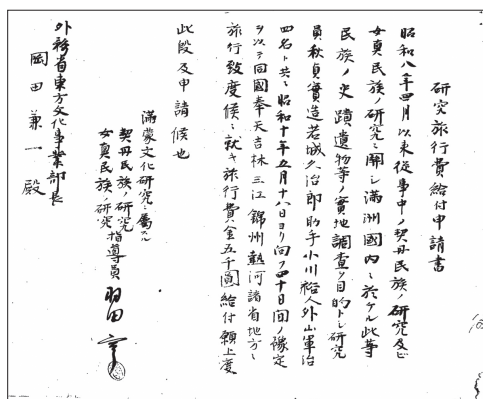 研究旅行費給付申請書
昭和八年四月以来従事中ノ契丹民族ノ研究及ビ
女真民族ノ研究ニ関シ満洲國内ニ於ケル此等
民族ノ史蹟遺物等ノ實地調査ヲ目的トシ研究
員秋貞實造若城久治郎助手小川裕人外山軍治
四名ト共ニ昭和十年五月十八日ヨリ向フ四十日間ノ豫定
ヲ以テ同國奉天吉林三江錦州熱河諸省地方ニ
旅行致度候ニ就キ旅行費金五千圓給付願上度
此段及申請候也
満蒙文化研究ニ属スル
契丹民族ノ研究
女真民族ノ研究
指導員 羽田亨
外務省東方文化事業部長
岡田兼一殿